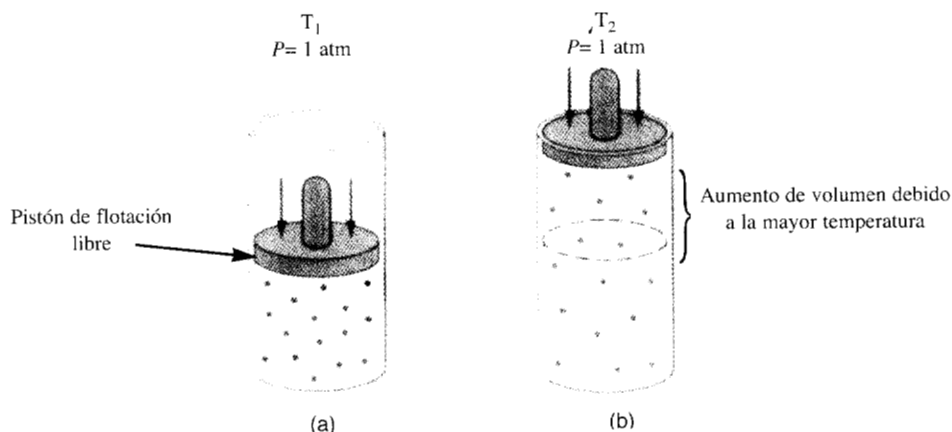 T₁
P= 1 atm
T₂
P= 1 atm
Pistón de flotación
libre
Aumento de volumen debido
a la mayor temperatura
(a)
(b)